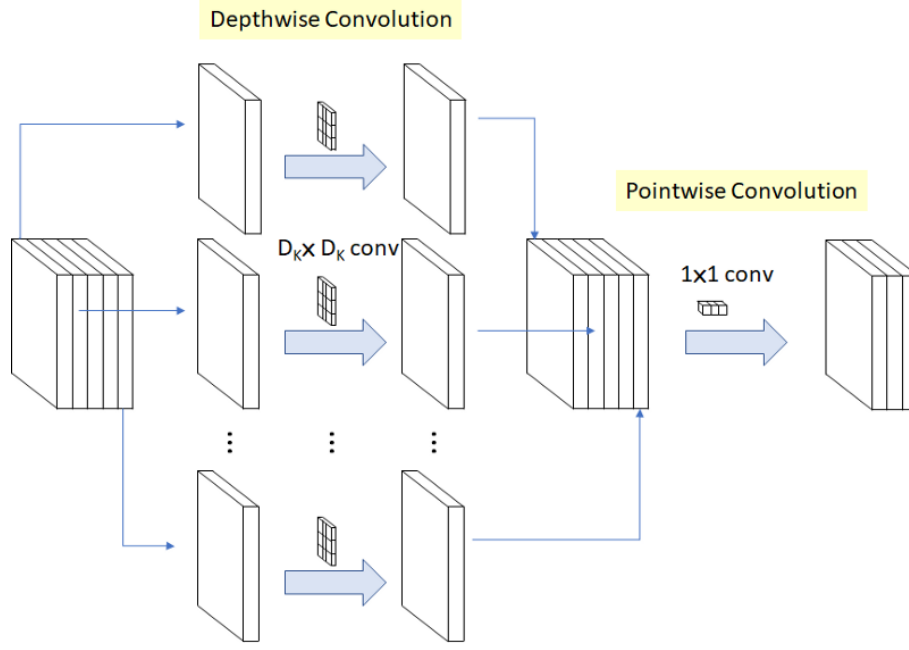 Depthwise Convolution
Pointwise Convolution
Dₖx Dₖ conv
1x1 conv